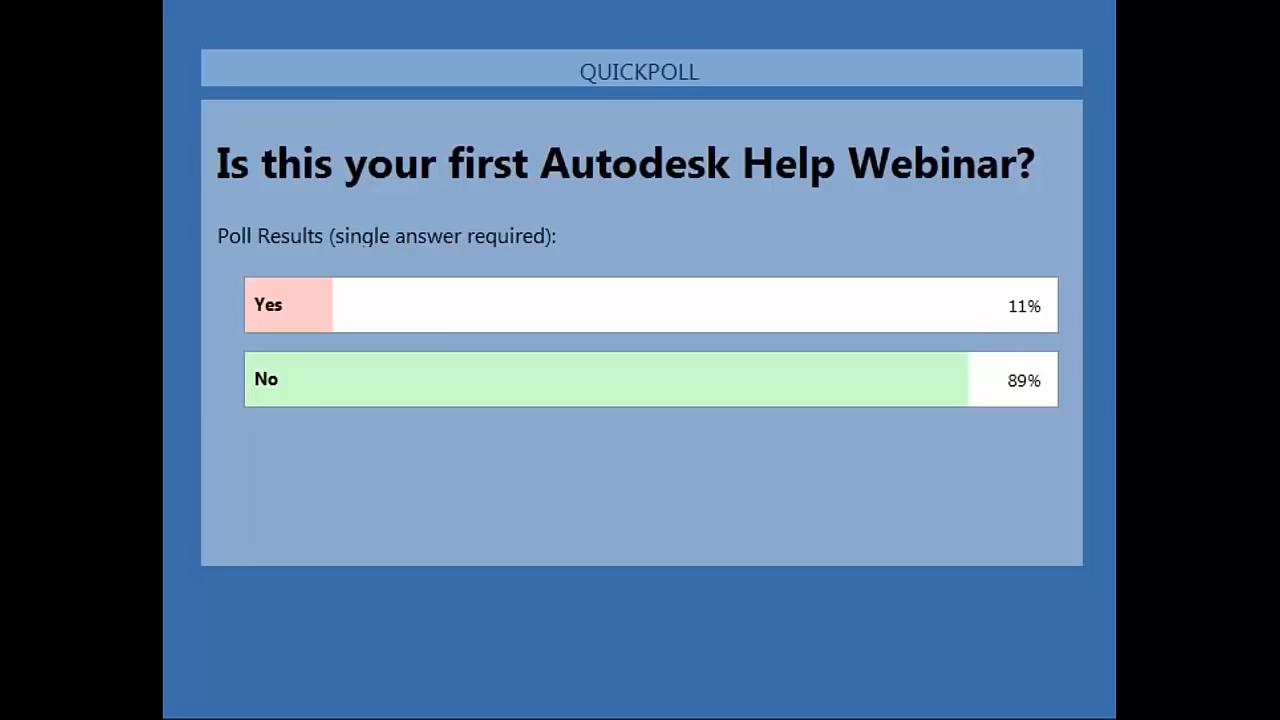 QUICKPOLL
Is this your first Autodesk Help Webinar?
Poll Results (single answer required):
Yes 11%
No 89%